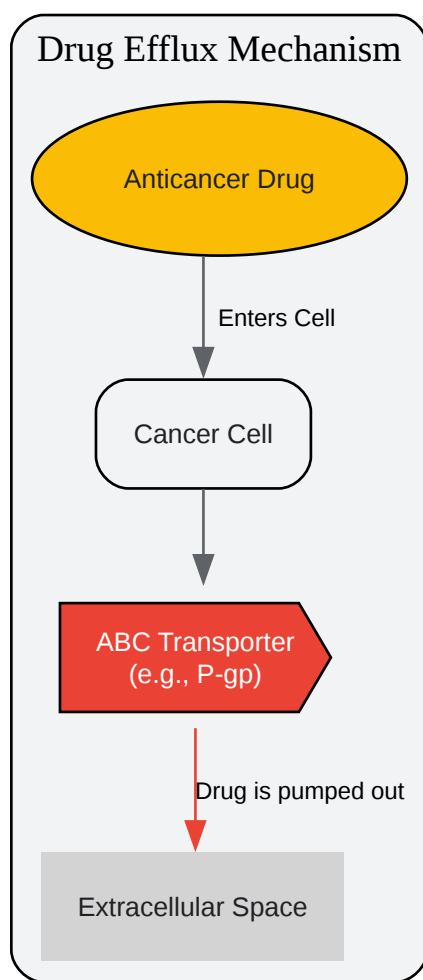 Drug Efflux Mechanism
Anticancer Drug
Enters Cell
Cancer Cell
ABC Transporter
(e.g., P-gp)
Drug is pumped out
Extracellular Space